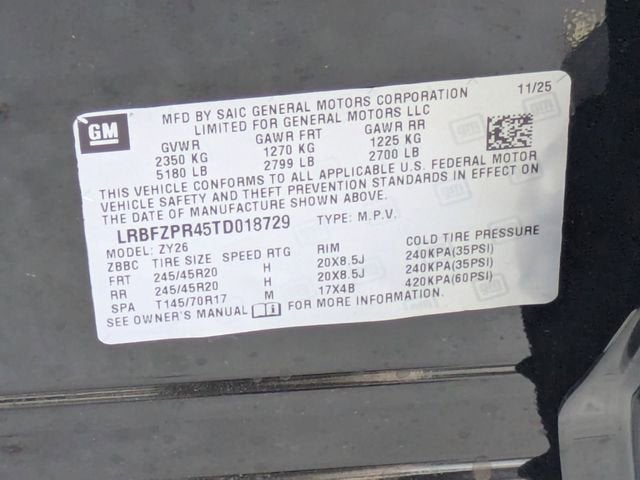 GM
MFD BY SAIC GENERAL MOTORS CORPORATION 11/25
LIMITED FOR GENERAL MOTORS LLC
GVWR GAWR FRT GAWR RR
2350 KG 1270 KG 1225 KG
5180 LB 2799 LB 2700 LB
THIS VEHICLE CONFORMS TO ALL APPLICABLE U.S. FEDERAL MOTOR
VEHICLE SAFETY AND THEFT PREVENTION STANDARDS IN EFFECT ON
THE DATE OF MANUFACTURE SHOWN ABOVE.
LRBFZPR45TD018729 TYPE: M.P.V.
MODEL: ZY26
ZBBC TIRE SIZE SPEED RTG RIM COLD TIRE PRESSURE
FRT 245/45R20 H 20X8.5J 240KPA(35PSI)
RR 245/45R20 H 20X8.5J 240KPA(35PSI)
SPA T145/70R17 M 17X4B 420KPA(60PSI)
SEE OWNER'S MANUAL FOR MORE INFORMATION.